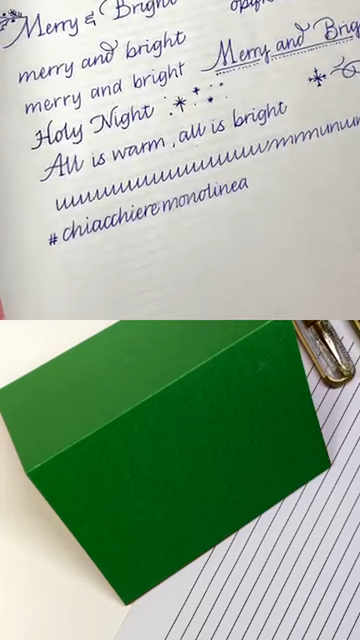 Merry & Bright
merry and bright
merry and bright
Merry and Brig
Holy Night
All is warm, all is bright
#chiacchieremonolinea